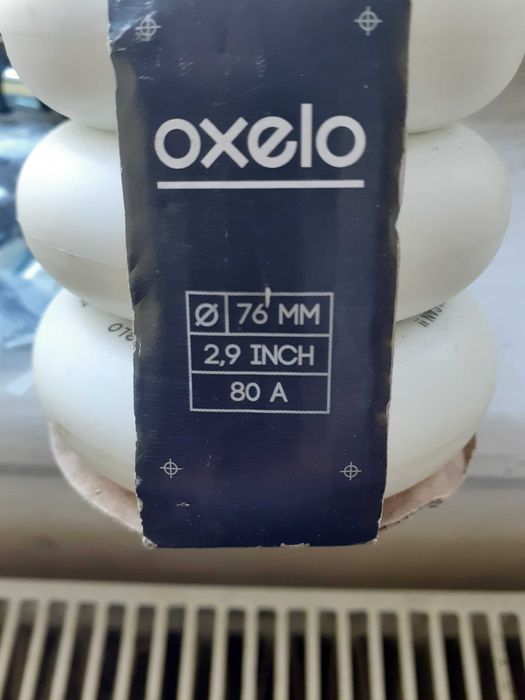 oxelo
Ø 76 MM
2,9 INCH
80 A